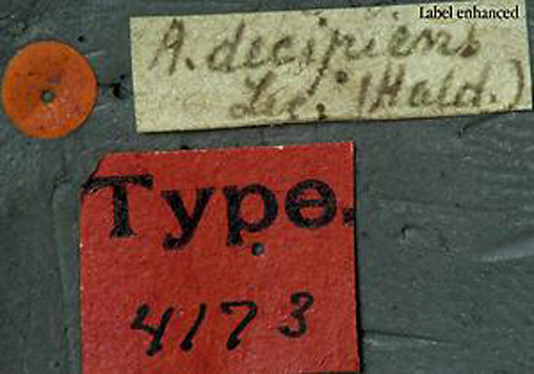 Label enhanced
A. decipiens
Lec. (Hald.)
Type.
4173